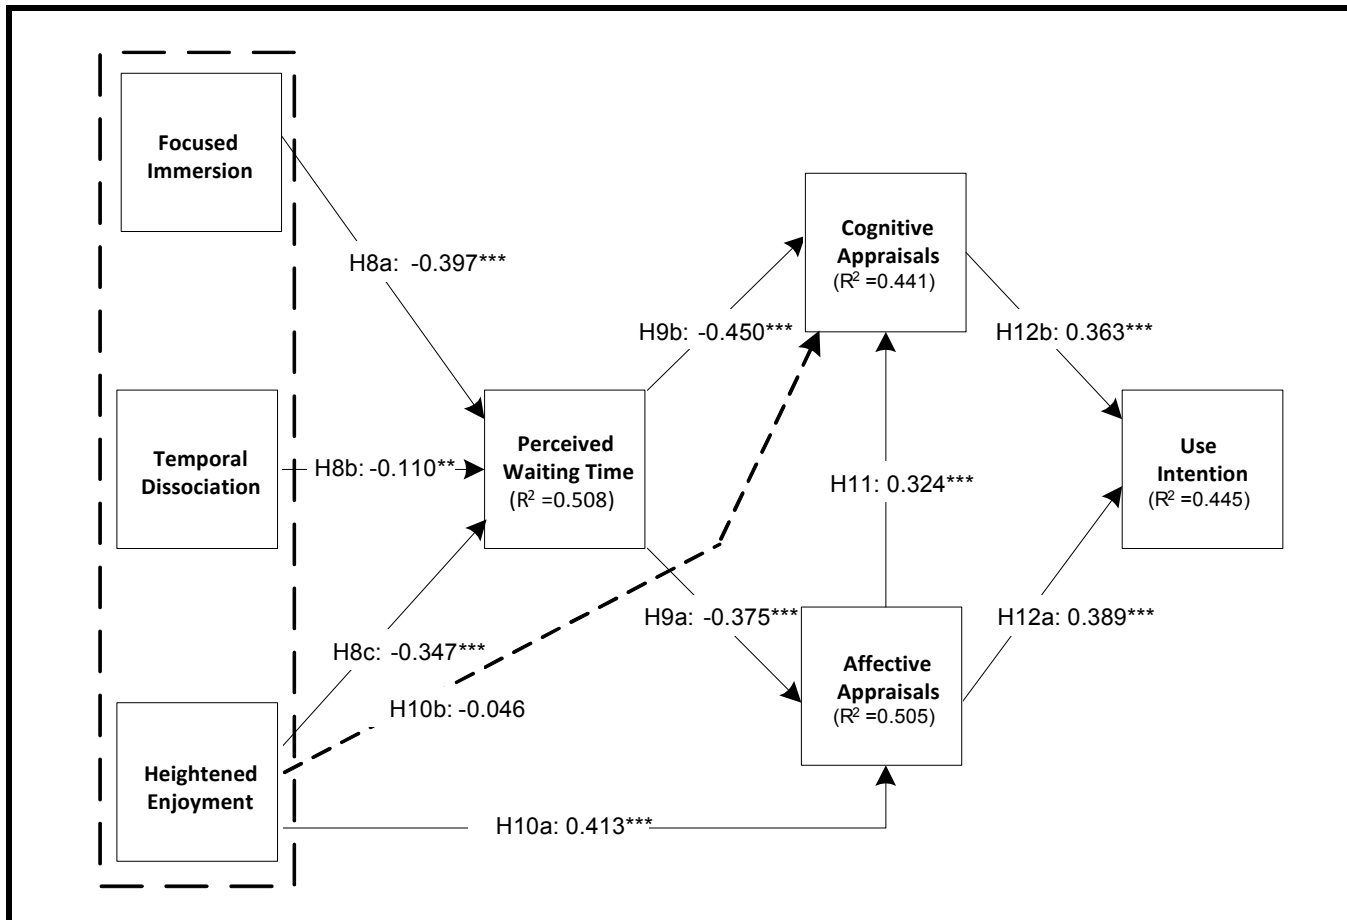 Focused
Immersion
H8a: -0.397***
Temporal
Dissociation
H8b: -0.110**
Heightened
Enjoyment
H8c: -0.347***
H10b: -0.046
H10a: 0.413***
Perceived
Waiting Time
(R² =0.508)
H9b: -0.450***
H9a: -0.375***
Cognitive
Appraisals
(R² =0.441)
H11: 0.324***
Affective
Appraisals
(R² =0.505)
H12b: 0.363***
H12a: 0.389***
Use
Intention
(R² =0.445)